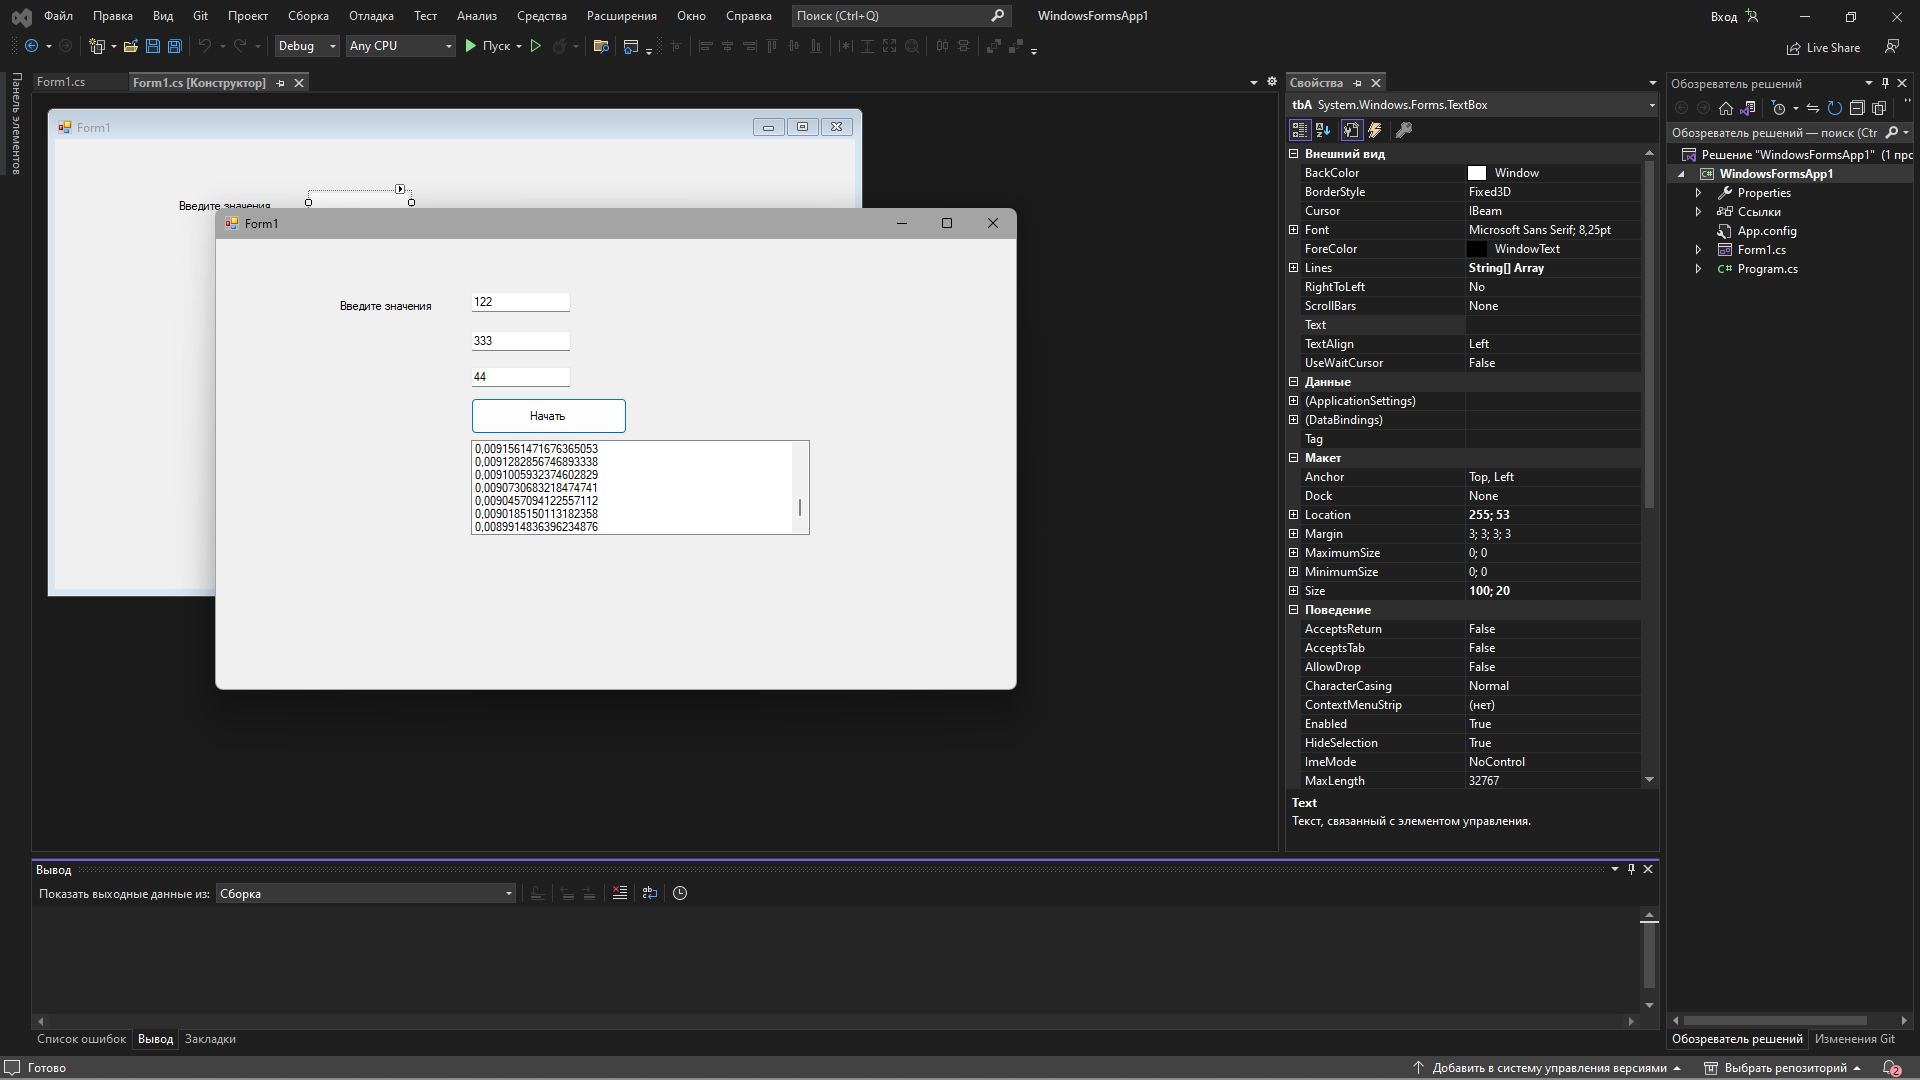 Файл Правка Вид Git Проект Сборка Отладка Тест Анализ Средства Расширения Окно Справка Поиск (Ctrl+Q) WindowsFormsApp1 Вход
Debug Any CPU Пуск Live Share
Панель элементов
Form1.cs Form1.cs [Конструктор]
Form1
Введите значения
Form1
Введите значения
122
333
44
Начать
0,0091561471676365053
0,0091282856746893338
0,0091005932374602829
0,0090730683218474741
0,0090457094122557112
0,0090185150113182358
0,0089914836396234876
Свойства
tbA System.Windows.Forms.TextBox
Внешний вид
BackColor Window
BorderStyle Fixed3D
Cursor IBeam
Font Microsoft Sans Serif; 8,25pt
ForeColor WindowText
Lines String[] Array
RightToLeft No
ScrollBars None
Text
TextAlign Left
UseWaitCursor False
Данные
(ApplicationSettings)
(DataBindings)
Tag
Макет
Anchor Top, Left
Dock None
Location 255; 53
Margin 3; 3; 3; 3
MaximumSize 0; 0
MinimumSize 0; 0
Size 100; 20
Поведение
AcceptsReturn False
AcceptsTab False
AllowDrop False
CharacterCasing Normal
ContextMenuStrip (нет)
Enabled True
HideSelection True
ImeMode NoControl
MaxLength 32767
Text
Текст, связанный с элементом управления.
Обозреватель решений
Обозреватель решений — поиск (Ctr
Решение "WindowsFormsApp1" (1 про
WindowsFormsApp1
Properties
Ссылки
App.config
Form1.cs
C# Program.cs
Вывод
Показать выходные данные из: Сборка
Список ошибок Вывод Закладки
Обозреватель решений Изменения Git
Готово Добавить в систему управления версиями Выбрать репозиторий 2